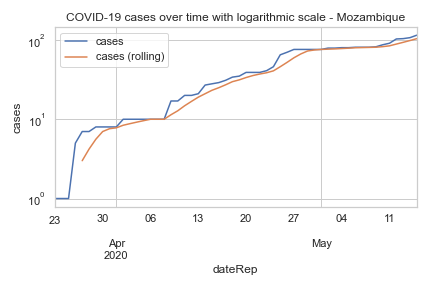 COVID-19 cases over time with logarithmic scale - Mozambique
cases
cases (rolling)
10²
10¹
10⁰
cases
23 30 06 13 20 27 04 11
Apr May
2020
dateRep